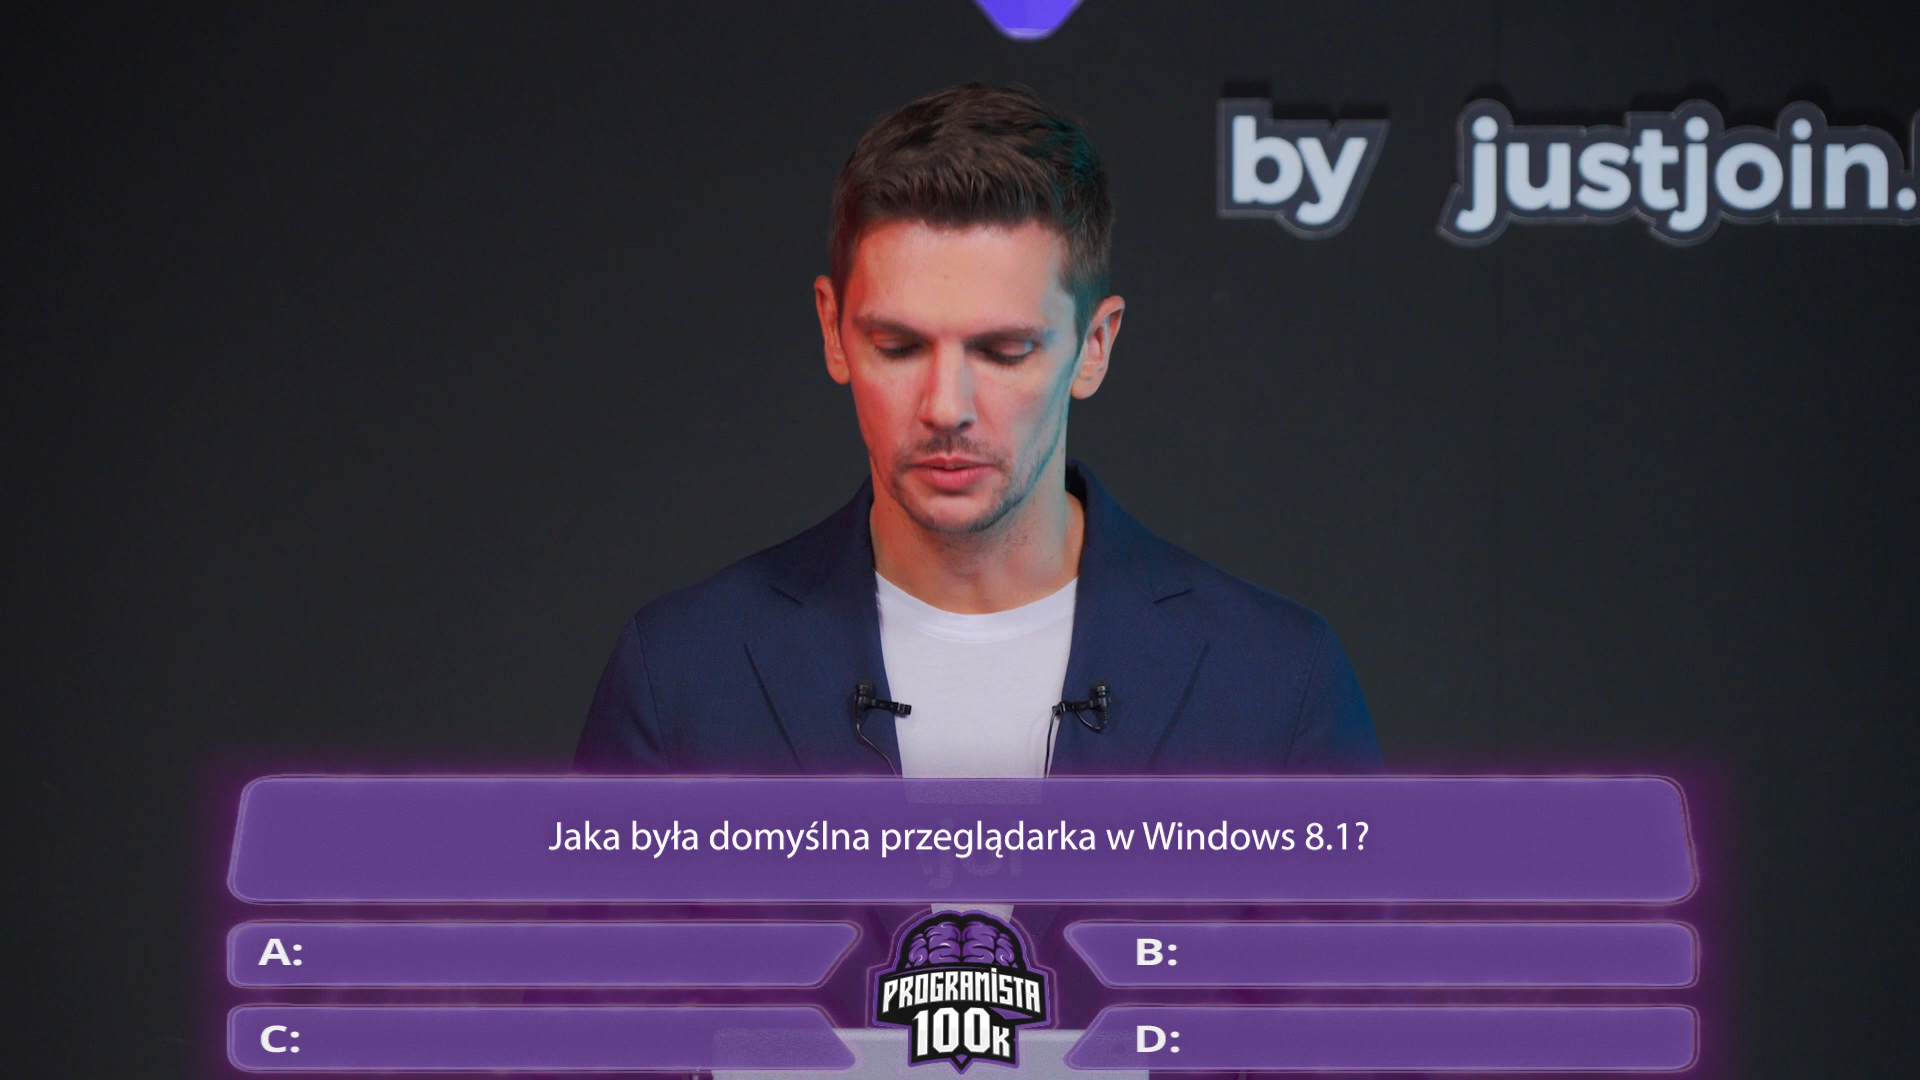 by justjoin.
Jaka była domyślna przeglądarka w Windows 8.1?
A:
B:
C:
D:
PROGRAMiSTA
100K